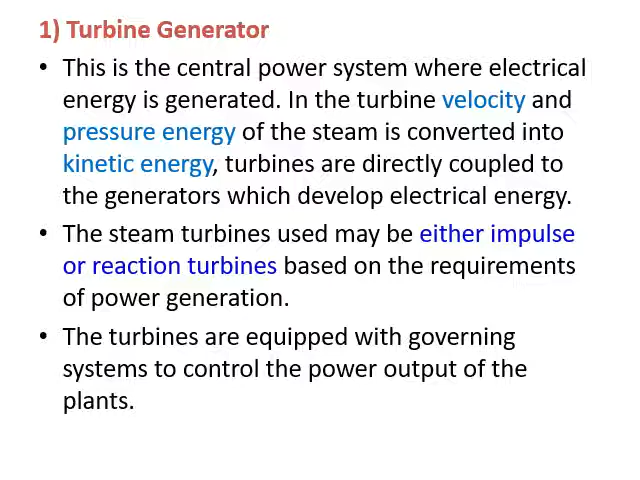 1) Turbine Generator
• This is the central power system where electrical
energy is generated. In the turbine velocity and
pressure energy of the steam is converted into
kinetic energy, turbines are directly coupled to
the generators which develop electrical energy.
• The steam turbines used may be either impulse
or reaction turbines based on the requirements
of power generation.
• The turbines are equipped with governing
systems to control the power output of the
plants.